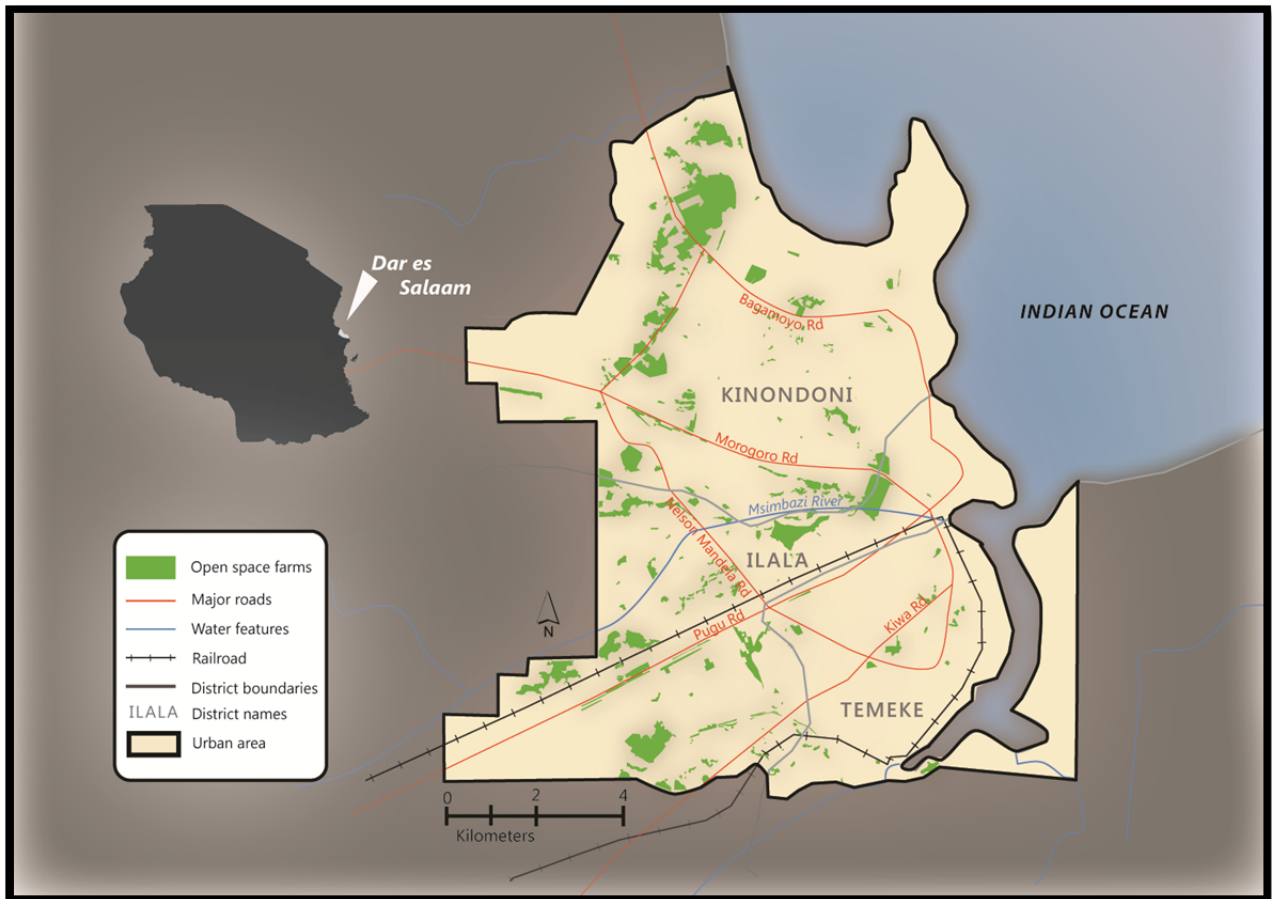 Dar es
Salaam
INDIAN OCEAN
Bagamoyo Rd
KINONDONI
Morogoro Rd
Msimbazi River
Nelson Mandela Rd
ILALA
Pugu Rd
Kiwa Rd
TEMEKE
N
Open space farms
Major roads
Water features
Railroad
District boundaries
ILALA District names
Urban area
0 2 4
Kilometers